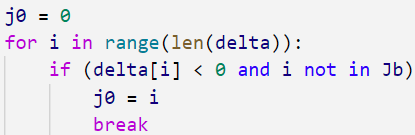 j0 = 0
for i in range(len(delta)):
    if (delta[i] < 0 and i not in Jb)
        j0 = i
        break